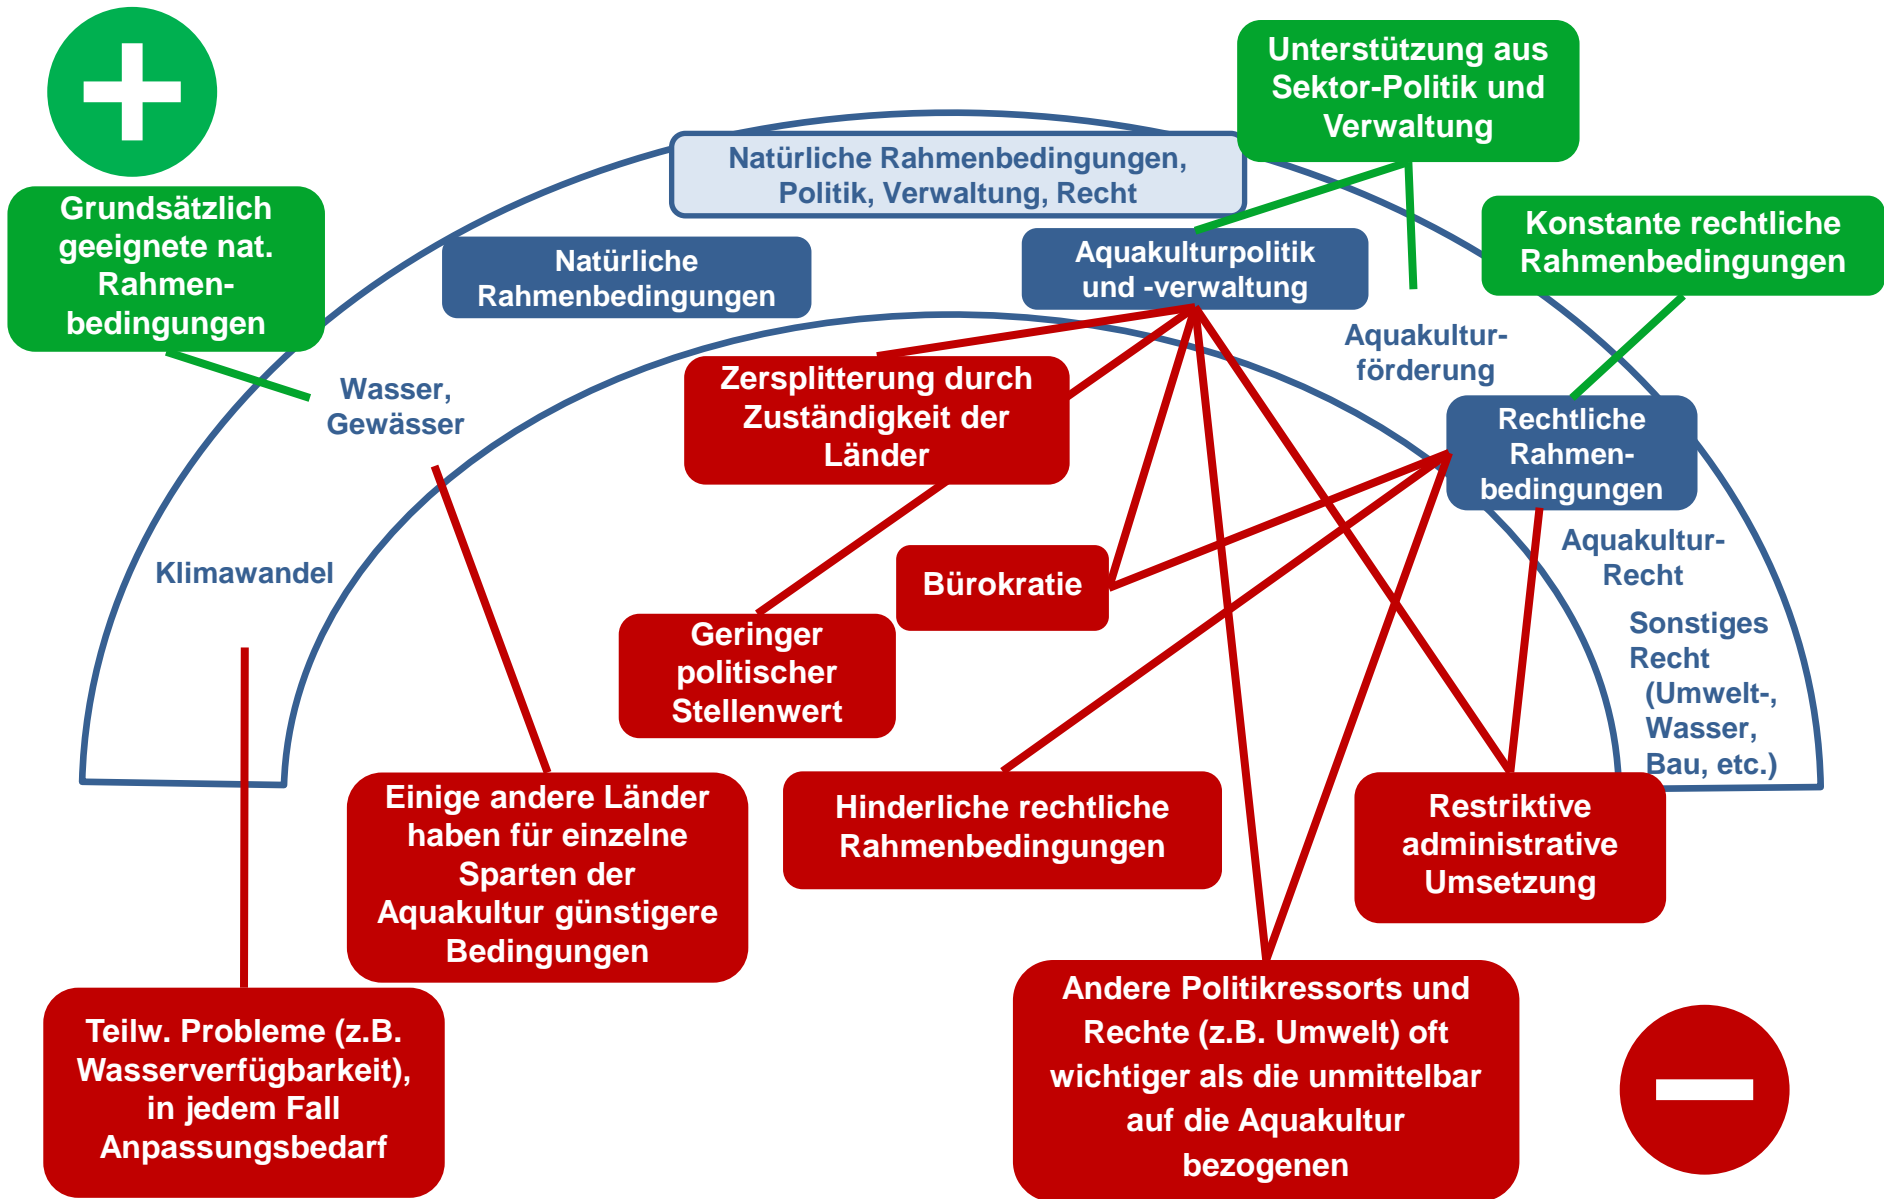 Unterstützung aus
Sektor-Politik und
Verwaltung
Natürliche Rahmenbedingungen,
Politik, Verwaltung, Recht
Grundsätzlich
geeignete nat.
Rahmen-
bedingungen
Konstante rechtliche
Rahmenbedingungen
Natürliche
Rahmenbedingungen
Aquakulturpolitik
und -verwaltung
Aquakultur-
förderung
Wasser,
Gewässer
Zersplitterung durch
Zuständigkeit der
Länder
Rechtliche
Rahmen-
bedingungen
Klimawandel
Bürokratie
Aquakultur-
Recht
Geringer
politischer
Stellenwert
Sonstiges
Recht
(Umwelt-,
Wasser,
Bau, etc.)
Einige andere Länder
haben für einzelne
Sparten der
Aquakultur günstigere
Bedingungen
Hinderliche rechtliche
Rahmenbedingungen
Restriktive
administrative
Umsetzung
Teilw. Probleme (z.B.
Wasserverfügbarkeit),
in jedem Fall
Anpassungsbedarf
Andere Politikressorts und
Rechte (z.B. Umwelt) oft
wichtiger als die unmittelbar
auf die Aquakultur
bezogenen